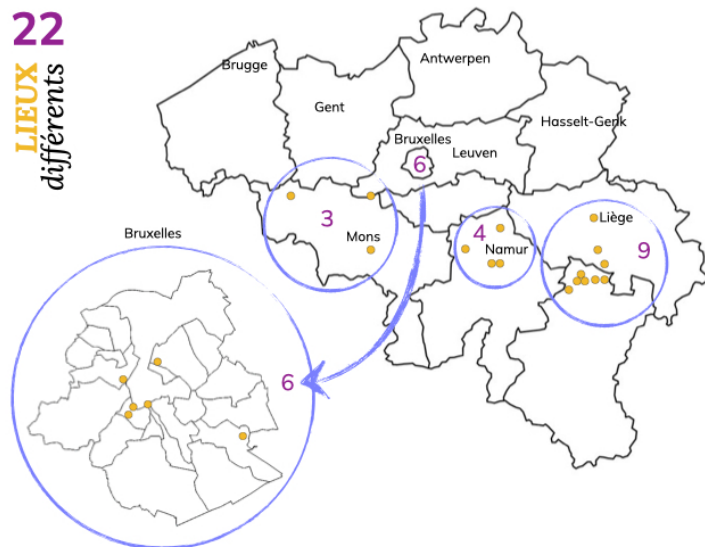 22
LIEUX
différents
Brugge
Antwerpen
Gent
Hasselt-Genk
Bruxelles
Leuven
6
3
Mons
4
Namur
Liège
9
Bruxelles
6